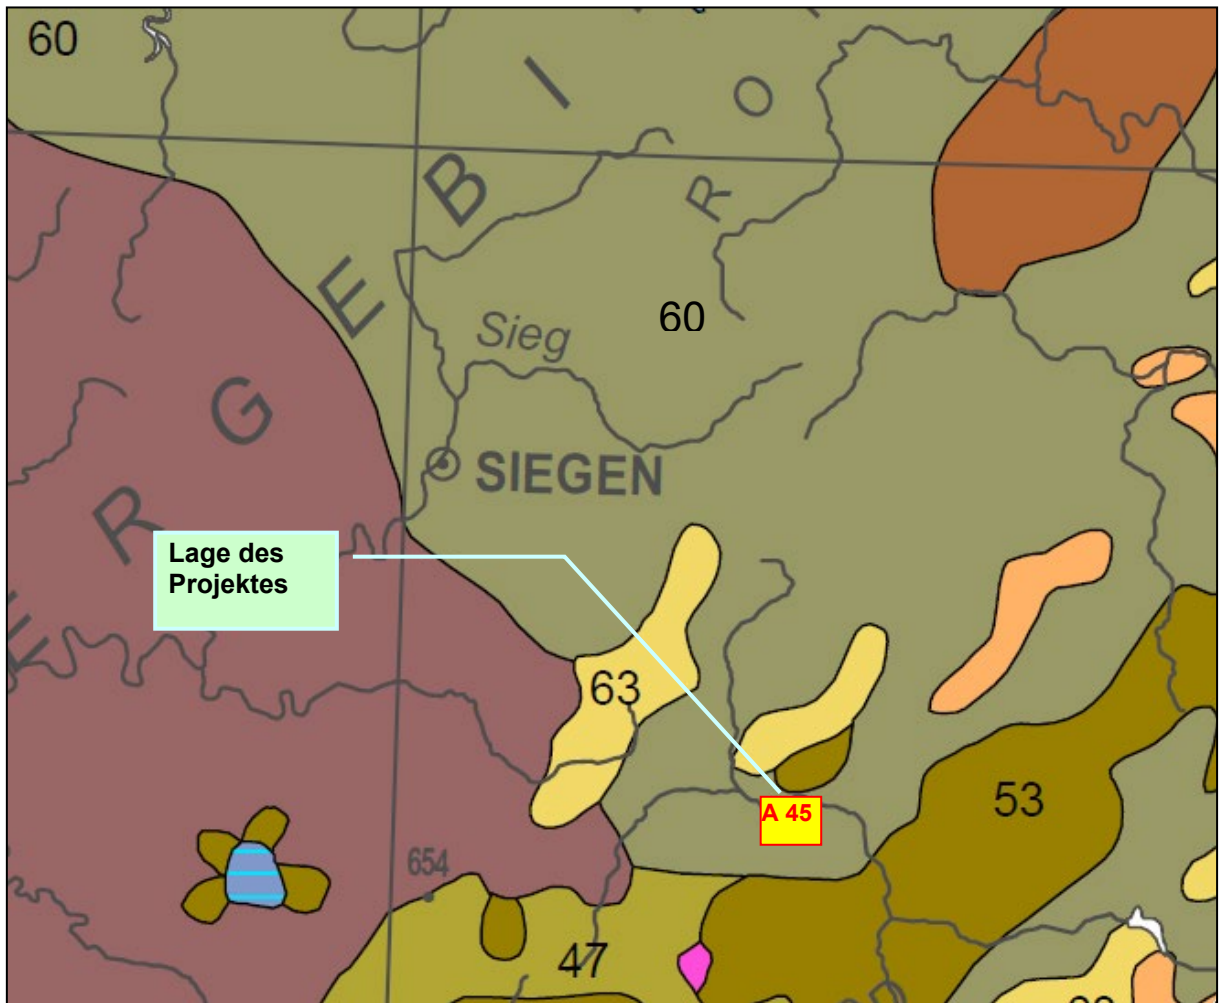 60
G E B I
R O
60
Sieg
E R G
SIEGEN
Lage des
Projektes
63
53
A 45
654
47